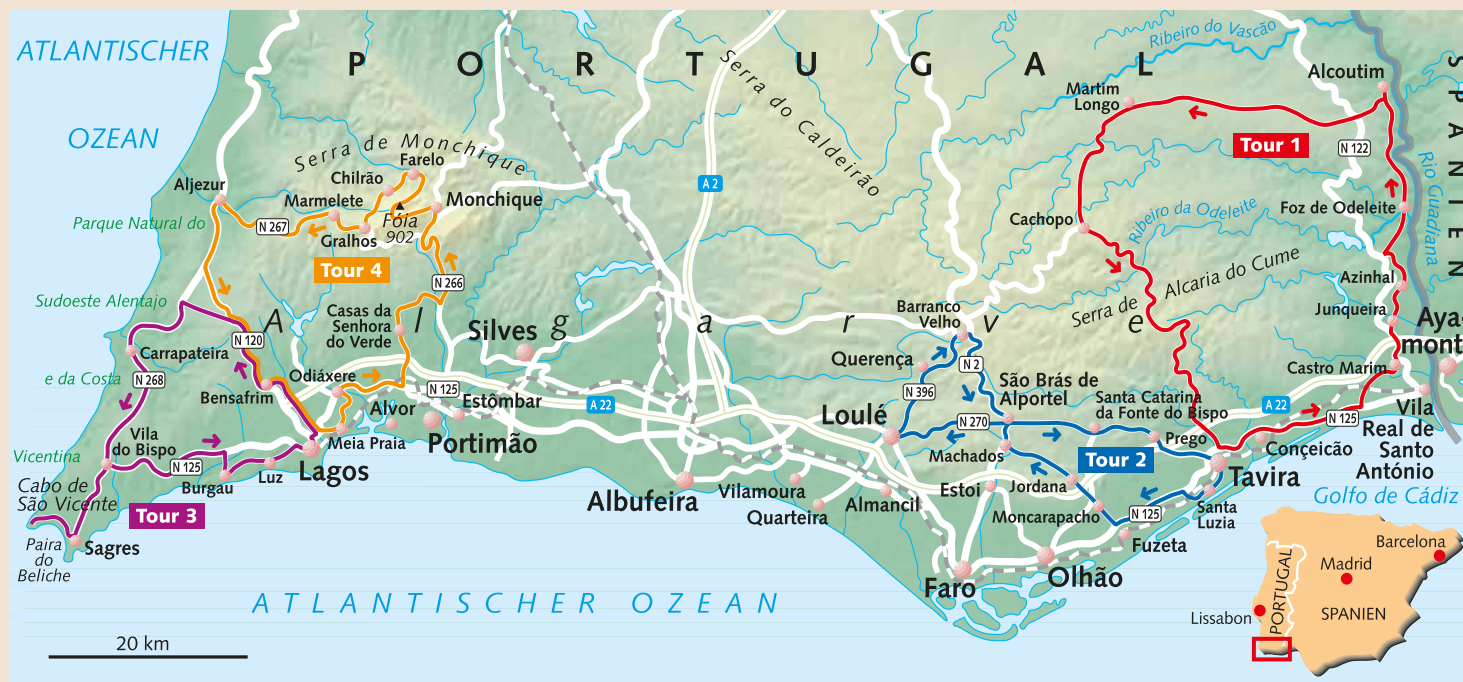 ATLANTISCHER
OZEAN
PORTUGAL
SPANIEN
Algarve
Serra do Caldeirão
Ribeiro do Vascão
Alcoutim
Martim
Longo
Tour 1
N 122
A 2
Serra de Monchique
Farelo
Chilrão
Aljezur
Marmelete
Monchique
Parque Natural do
N 267
Fóia
902
Gralhos
Tour 4
N 266
Cachopo
Ribeira da Odeleite
Foz de Odeleite
Rio Guadiana
Serra de Alcaria do Cume
Azinhal
Junqueira
Sudoeste Alentajo
Casas da
Senhora
do Verde
Silves
Barranco
Velho
Aya-
mont
N 120
Carrapateira
e da Costa
N 268
Odiáxere
Bensafrim
N 125
Alvor
Estômbar
A 22
Querença
N 396
N 2
São Brás de
Alportel
Santa Catarina
da Fonte do Bispo
Castro Marim
A 22
N 125
Vila
Real de
Santo
António
Loulé
N 270
Prego
Conçeicão
Vila
do Bispo
Meia Praia
Portimão
Vicentina
N 125
Lagos
Luz
Burgau
Machados
Tour 2
Tavira
Cabo de
São Vicente
Tour 3
Albufeira
Vilamoura
Quarteira
Almancil
Estoi
Jordana
Moncarapacho
N 125
Santa
Luzia
Golfo de Cádiz
Paira
do
Beliche
Sagres
Fuzeta
Olhão
Faro
ATLANTISCHER OZEAN
20 km
Barcelona
Madrid
PORTUGAL
Lissabon
SPANIEN